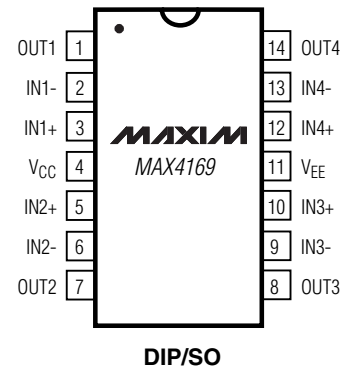 OUT1 1 14 OUT4
IN1- 2 13 IN4-
IN1+ 3 12 IN4+
MAXIM
VCC 4 MAX4169 11 VEE
IN2+ 5 10 IN3+
IN2- 6 9 IN3-
OUT2 7 8 OUT3
DIP/SO